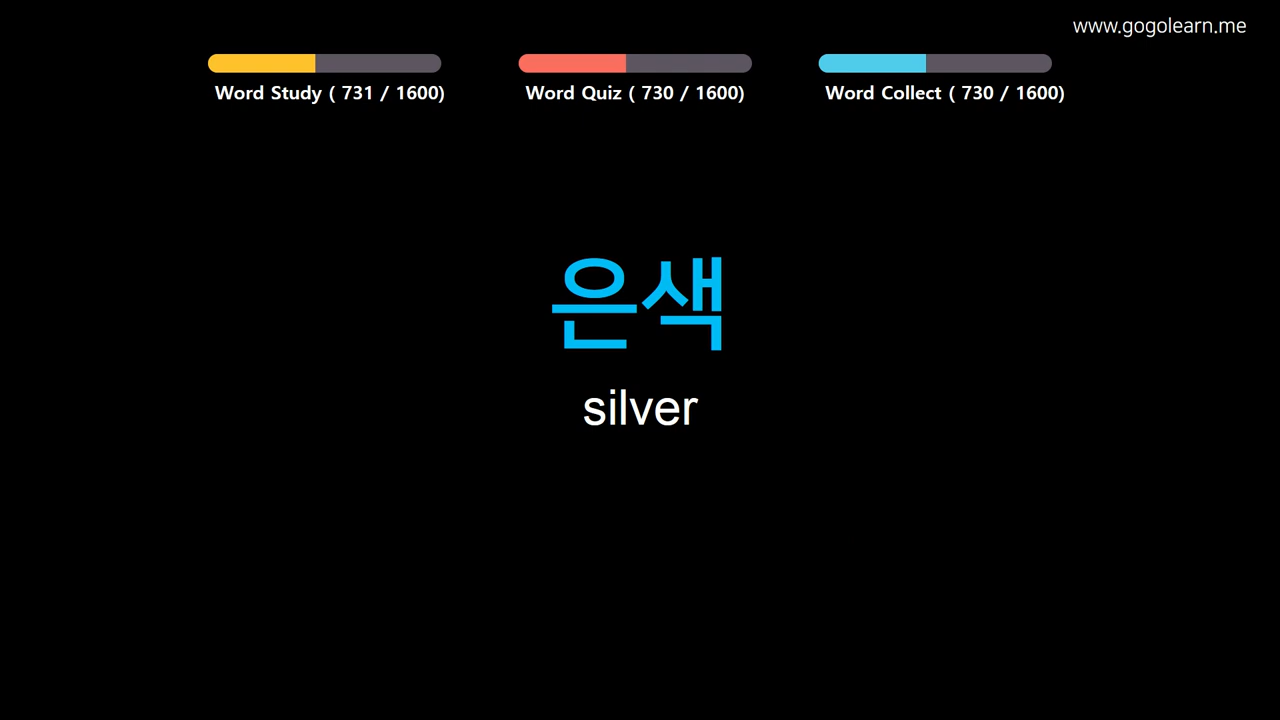 www.gogolearn.me
Word Study ( 731 / 1600)
Word Quiz ( 730 / 1600)
Word Collect ( 730 / 1600)
은색
silver